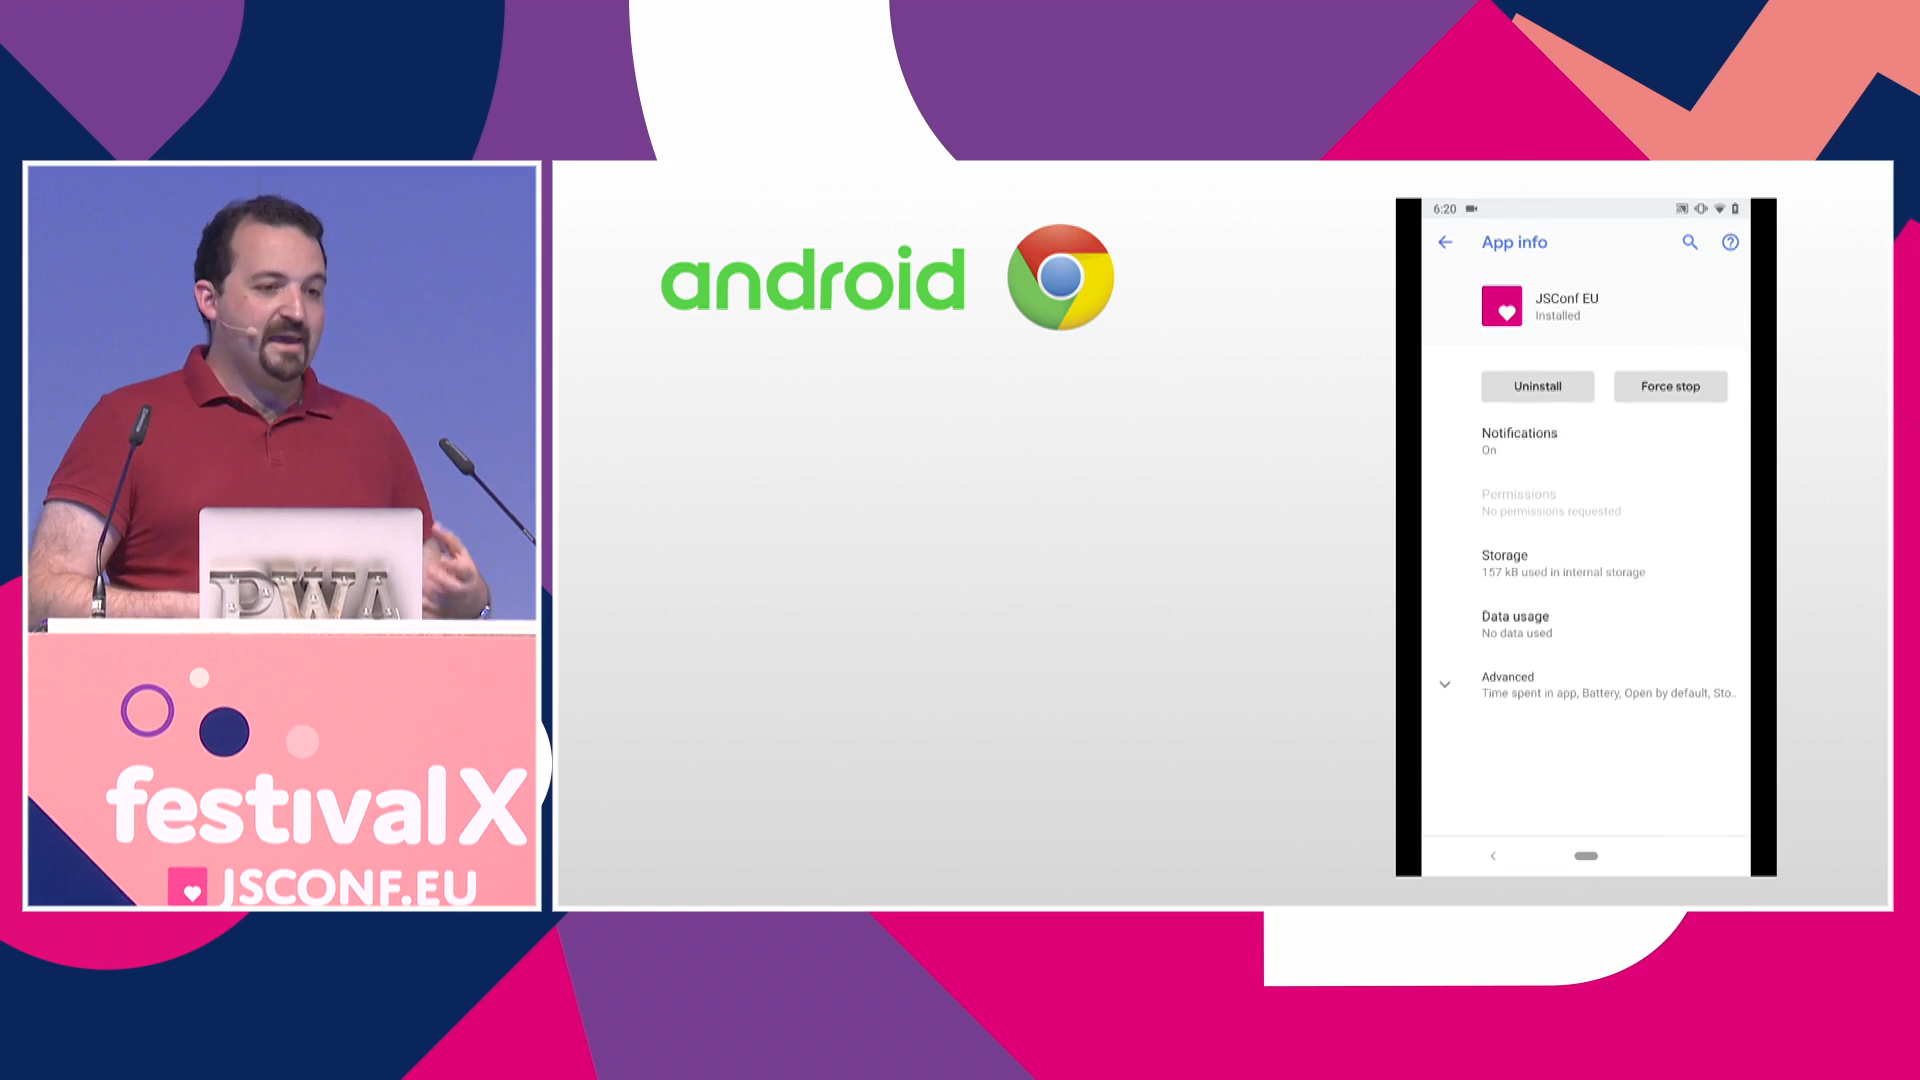 PWA
festivalX
JSCONF.EU
android
6:20
App info
JSConf EU
Installed
Uninstall
Force stop
Notifications
On
Permissions
No permissions requested
Storage
157 kB used in internal storage
Data usage
No data used
Advanced
Time spent in app, Battery, Open by default, Sto..